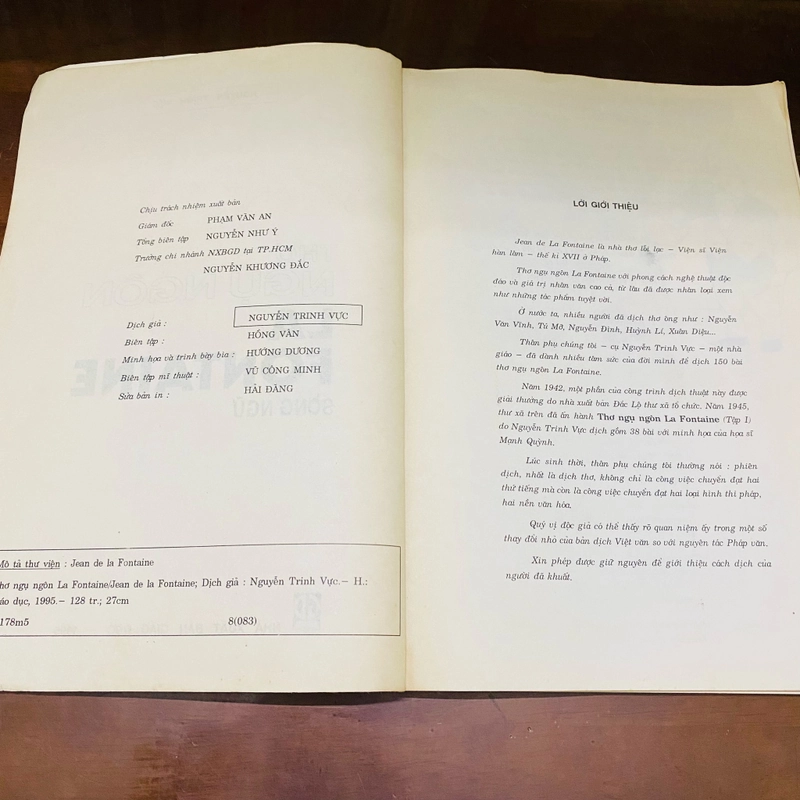 Chịu trách nhiệm xuất bản
Giám đốc PHẠM VĂN AN
Tổng biên tập NGUYỄN NHƯ Ý
Trưởng chi nhánh NXBGD tại TP.HCM
NGUYỄN KHƯƠNG ĐẮC
Dịch giả : NGUYỄN TRINH VỰC
Biên tập : HỒNG VÂN
Minh họa và trình bày bìa : HƯỚNG DƯƠNG
Biên tập mĩ thuật : VŨ CÔNG MINH
Sửa bản in : HẢI ĐĂNG
SONG NGỮ
Mô tả thư viện : Jean de la Fontaine
hơ ngụ ngôn La Fontaine/Jean de la Fontaine; Dịch giả : Nguyễn Trinh Vực.– H.:
iáo dục, 1995.– 128 tr.; 27cm
178m5 8(083)
LỜI GIỚI THIỆU
Jean de La Fontaine là nhà thơ lỗi lạc – Viện sĩ Viện
hàn lâm – thế kỉ XVII ở Pháp.
Thơ ngụ ngôn La Fontaine với phong cách nghệ thuật độc
đáo và giá trị nhân văn cao cả, từ lâu đã được nhân loại xem
như những tác phẩm tuyệt vời.
Ở nước ta, nhiều người đã dịch thơ ông như : Nguyễn
Văn Vĩnh, Tú Mỡ, Nguyễn Đình, Huỳnh Lí, Xuân Diệu...
Thân phụ chúng tôi – cụ Nguyễn Trinh Vực – một nhà
giáo – đã dành nhiều tâm sức của đời mình để dịch 150 bài
thơ ngụ ngôn La Fontaine.
Năm 1942, một phần của công trình dịch thuật này được
giải thưởng do nhà xuất bản Đắc Lộ thư xã tổ chức. Năm 1945,
thư xã trên đã ấn hành Thơ ngụ ngôn La Fontaine (Tập I)
do Nguyễn Trinh Vực dịch gồm 38 bài với minh họa của họa sĩ
Mạnh Quỳnh.
Lúc sinh thời, thân phụ chúng tôi thường nói : phiên
dịch, nhất là dịch thơ, không chỉ là công việc chuyển đạt hai
thứ tiếng mà còn là công việc chuyển đạt hai loại hình thi pháp,
hai nền văn hóa.
Quý vị độc giả có thể thấy rõ quan niệm ấy trong một số
thay đổi nhỏ của bản dịch Việt văn so với nguyên tác Pháp văn.
Xin phép được giữ nguyên để giới thiệu cách dịch của
người đã khuất.